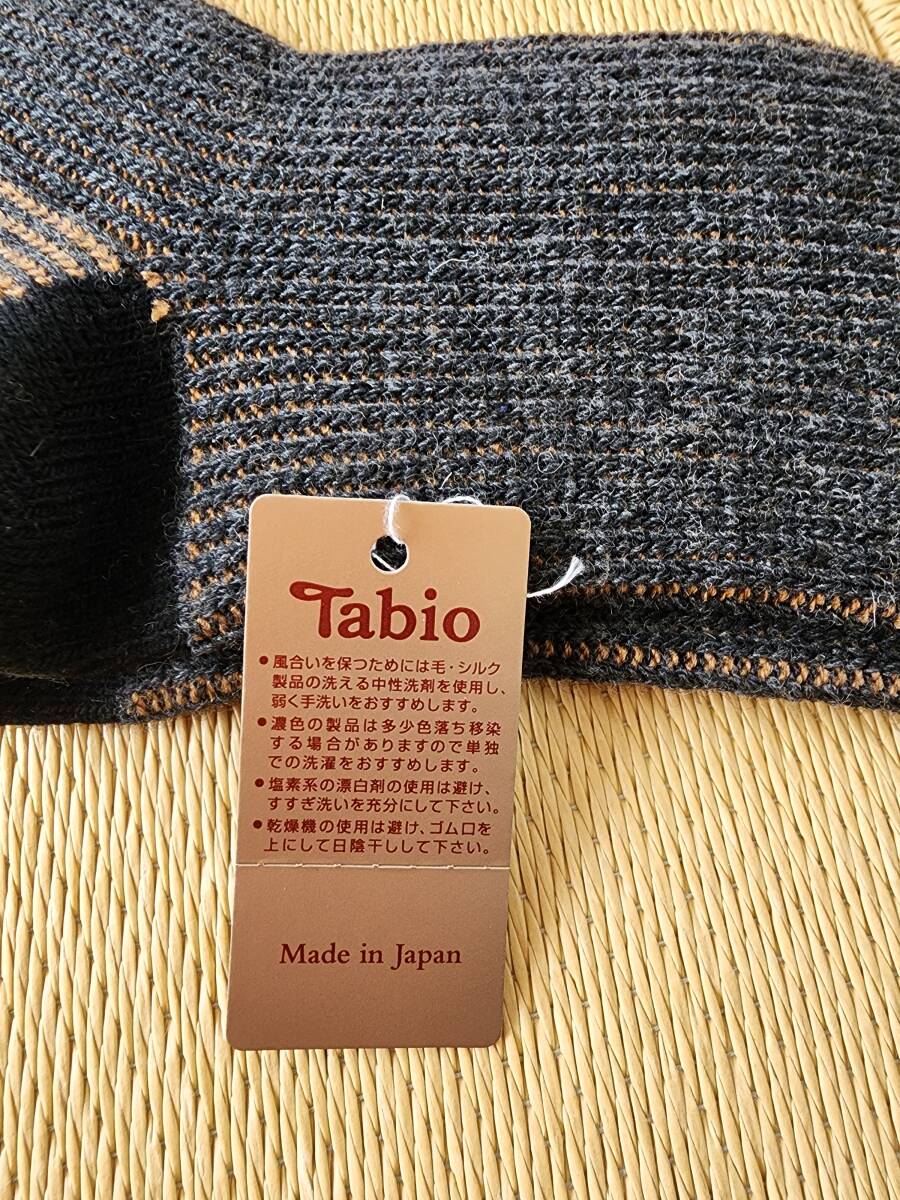 Tabio
●風合いを保つためには毛・シルク
製品の洗える中性洗剤を使用し、
弱く手洗いをおすすめします。
●濃色の製品は多少色落ち移染
する場合がありますので単独
での洗濯をおすすめします。
●塩素系の漂白剤の使用は避け、
すすぎ洗いを充分にして下さい。
●乾燥機の使用は避け、ゴム口を
上にして日陰干しして下さい。
Made in Japan